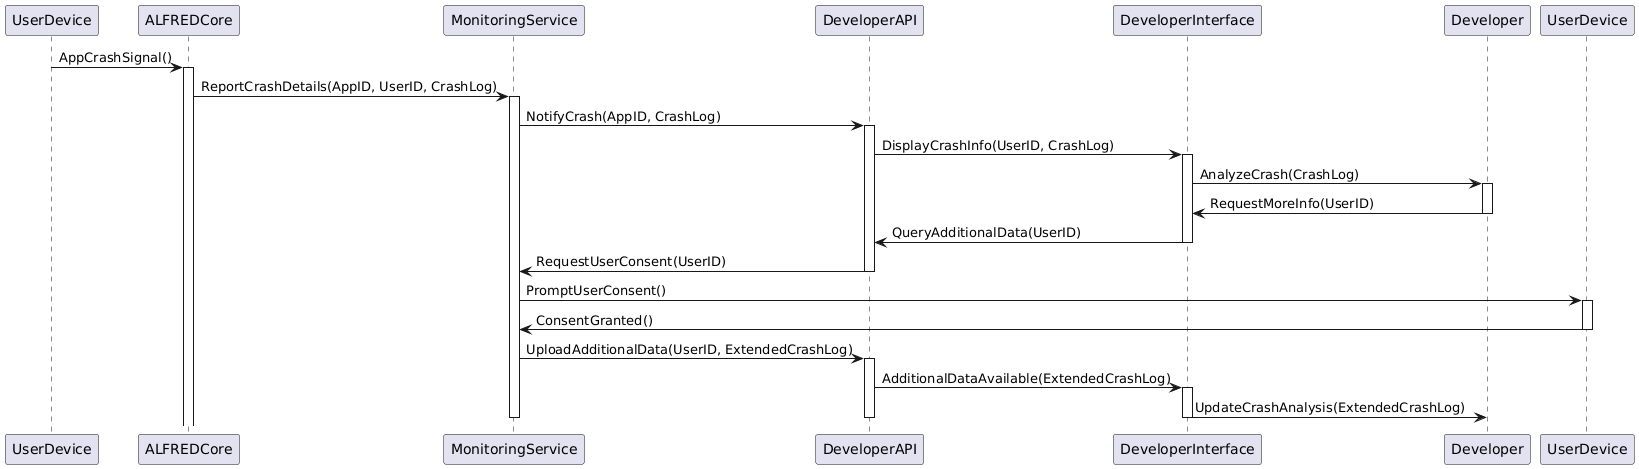 UserDevice ALFREDCore MonitoringService DeveloperAPI DeveloperInterface Developer UserDevice
AppCrashSignal()
ReportCrashDetails(AppID, UserID, CrashLog)
NotifyCrash(AppID, CrashLog)
DisplayCrashInfo(UserID, CrashLog)
AnalyzeCrash(CrashLog)
RequestMoreInfo(UserID)
QueryAdditionalData(UserID)
RequestUserConsent(UserID)
PromptUserConsent()
ConsentGranted()
UploadAdditionalData(UserID, ExtendedCrashLog)
AdditionalDataAvailable(ExtendedCrashLog)
UpdateCrashAnalysis(ExtendedCrashLog)
UserDevice ALFREDCore MonitoringService DeveloperAPI DeveloperInterface Developer UserDevice